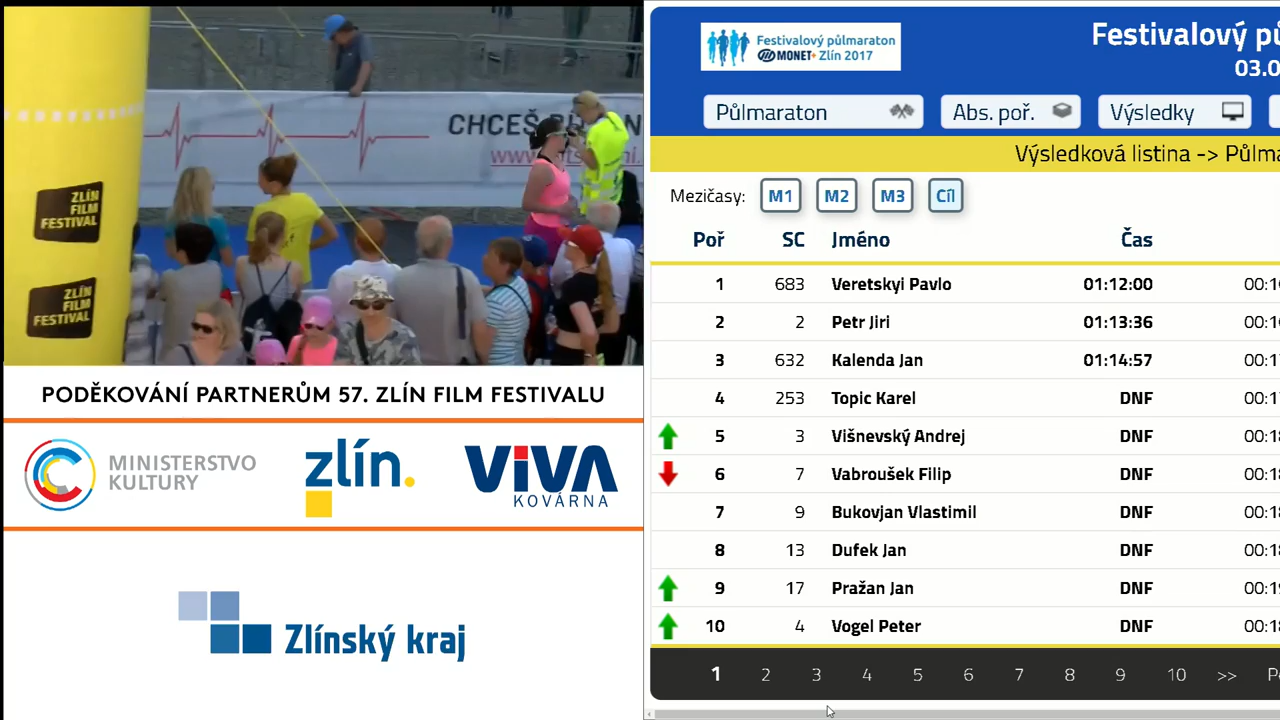 CHCEŠ
ZLÍN
FILM
FESTIVAL
ZLÍN
FILM
FESTIVAL
PODĚKOVÁNÍ PARTNERŮM 57. ZLÍN FILM FESTIVALU
MINISTERSTVO
KULTURY
zlín.
VIVA
KOVÁRNA
Zlínský kraj
Festivalový půlmaraton
MONET+ Zlín 2017
Festivalový
03.0
Půlmaraton Abs. poř. Výsledky
Výsledková listina -> Půlma
Mezičasy: M1 M2 M3 Cíl
Poř SC Jméno Čas
1 683 Veretskyi Pavlo 01:12:00
2 2 Petr Jiri 01:13:36
3 632 Kalenda Jan 01:14:57
4 253 Topic Karel DNF
5 3 Višnevský Andrej DNF
6 7 Vabroušek Filip DNF
7 9 Bukovjan Vlastimil DNF
8 13 Dufek Jan DNF
9 17 Pražan Jan DNF
10 4 Vogel Peter DNF
1 2 3 4 5 6 7 8 9 10 >>